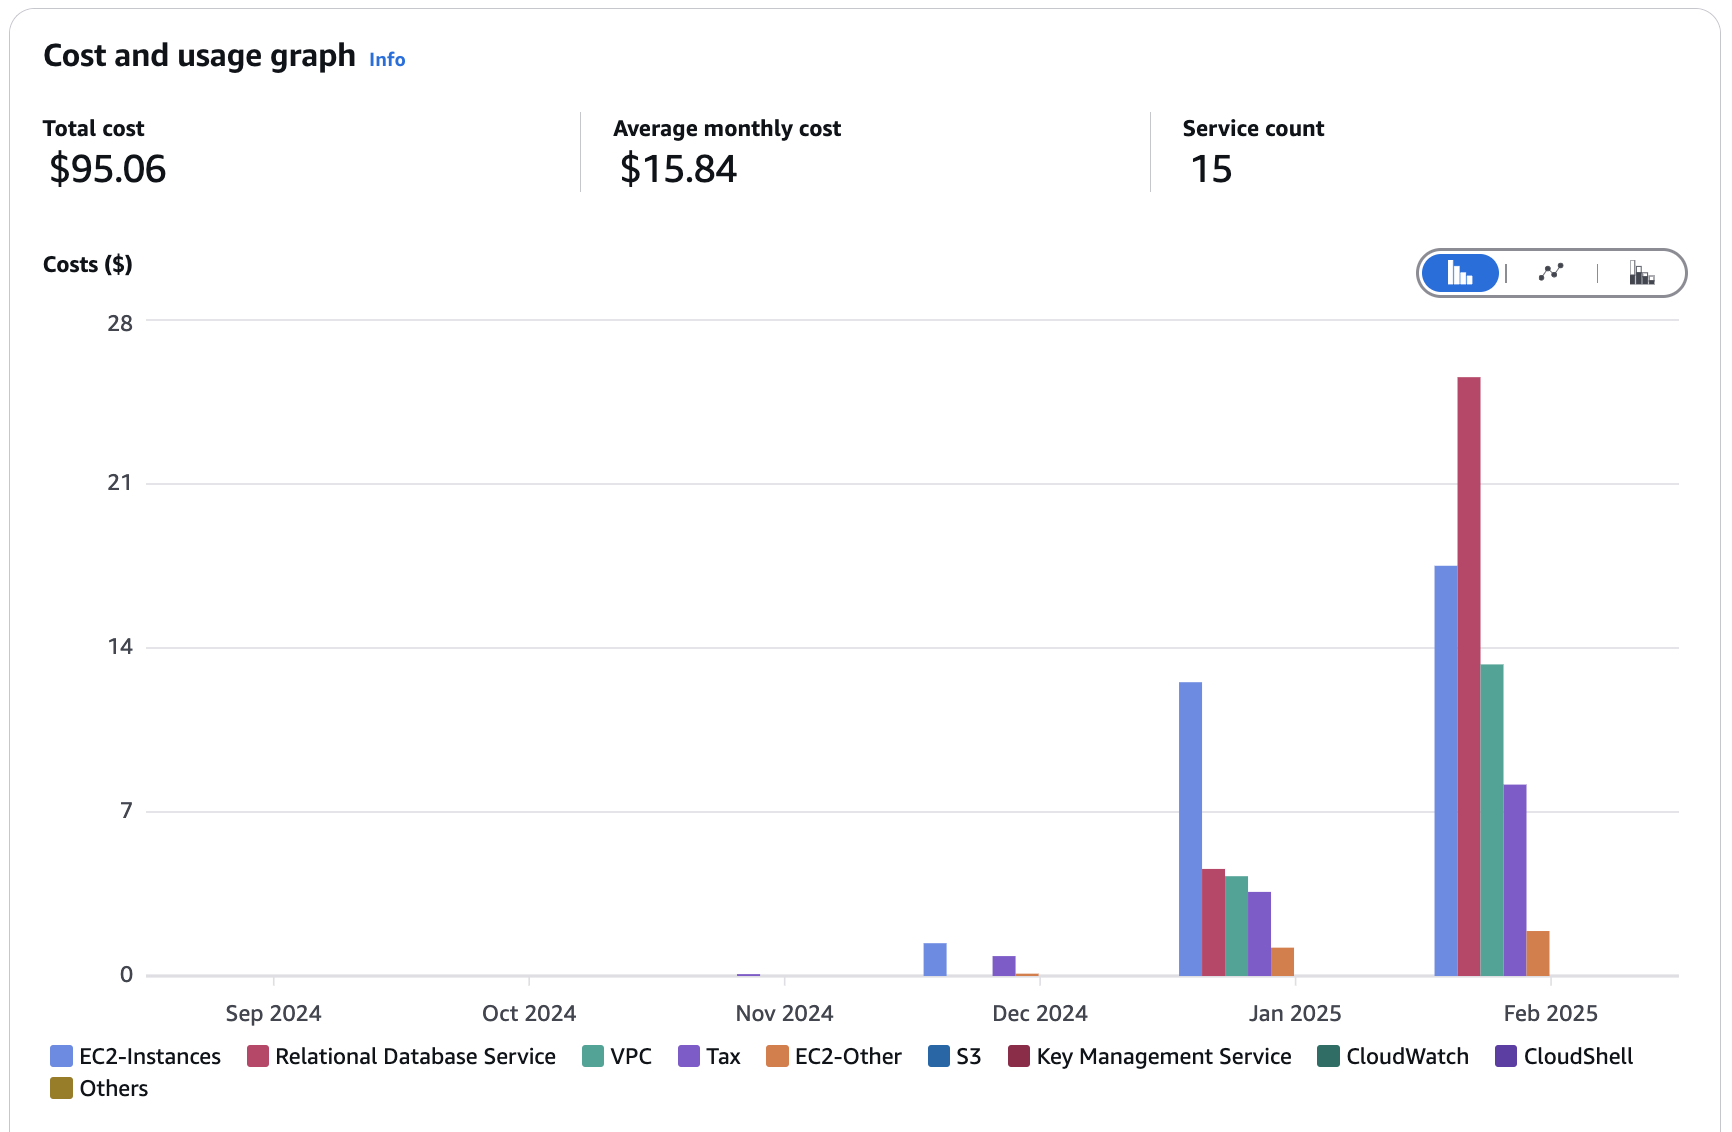 Cost and usage graph Info
Total cost
$95.06
Average monthly cost
$15.84
Service count
15
Costs ($)
28
21
14
7
0
Sep 2024 Oct 2024 Nov 2024 Dec 2024 Jan 2025 Feb 2025
EC2-Instances Relational Database Service VPC Tax EC2-Other S3 Key Management Service CloudWatch CloudShell
Others